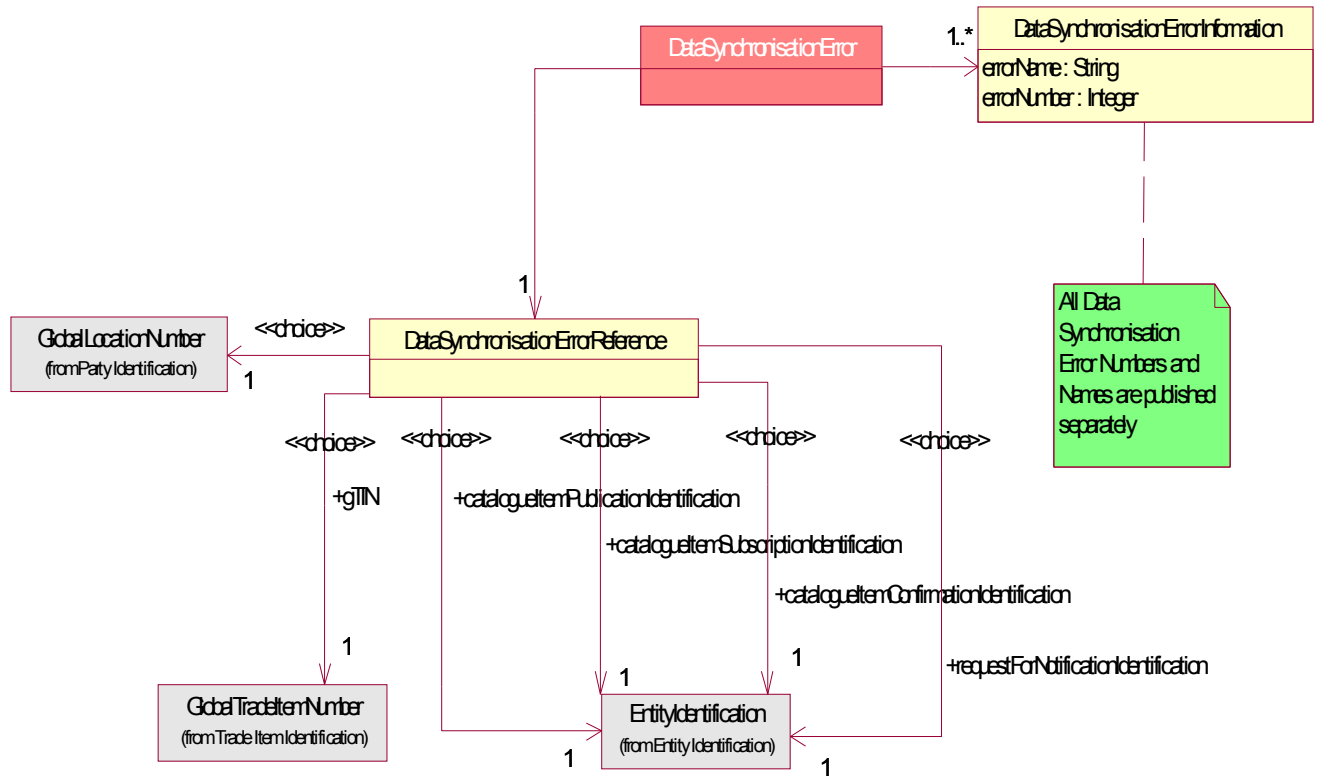 DataSynchronisationError
1..*
DataSynchronisationErrorInformation
errorName : String
errorNumber : Integer
1
All Data
Synchronisation
Error Numbers and
Names are published
separately
GlobalLocationNumber
(from Party Identification)
<<choice>>
1
DataSynchronisationErrorReference
<<choice>>
<<choice>>
<<choice>>
<<choice>>
<<choice>>
+gTIN
+catalogueItemPublicationIdentification
+catalogueItemSubscriptionIdentification
+catalogueItemConfirmationIdentification
+requestForNotificationIdentification
1
1
1
GlobalTradeItemNumber
(from Trade Item Identification)
EntityIdentification
(from Entity Identification)
1
1